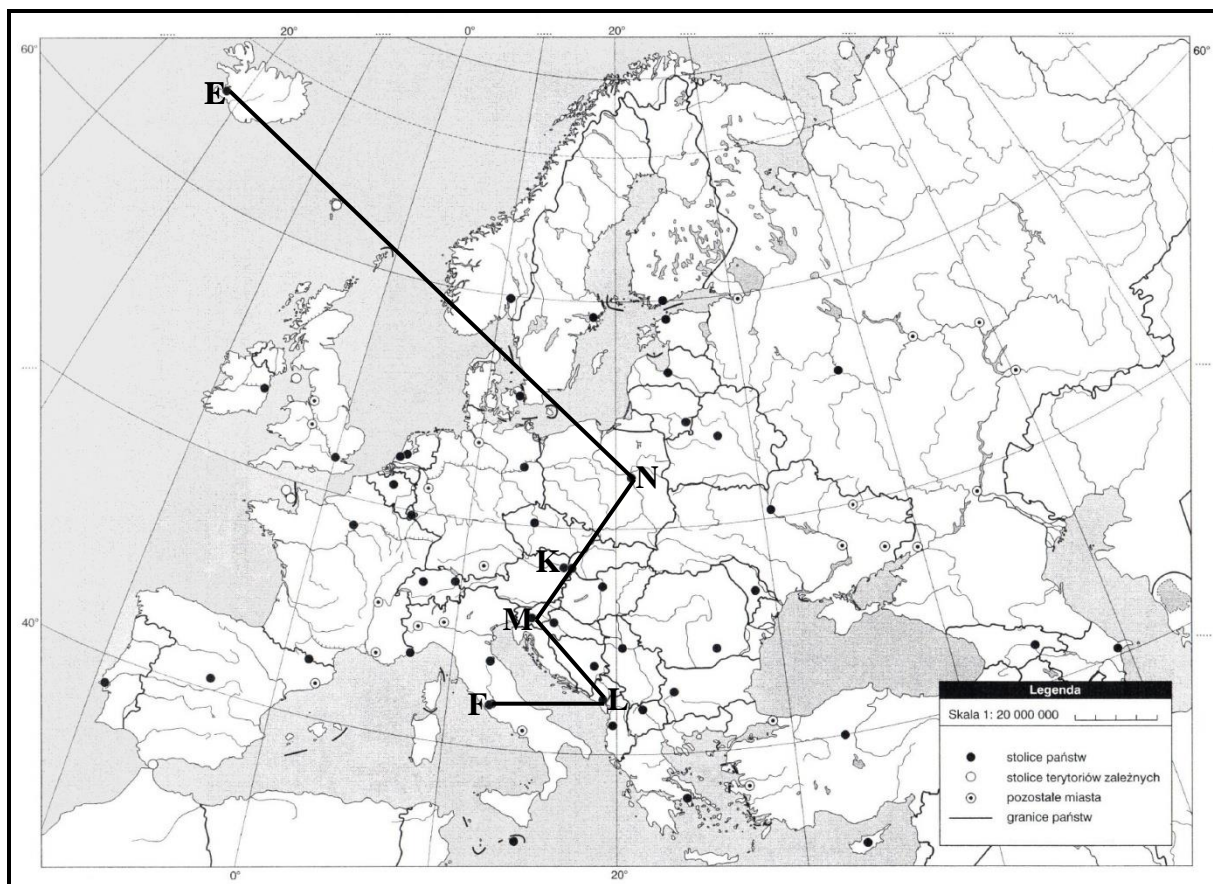 20° 0° 20°
60° 60°
E
N
K
M
F L
40°
Legenda
Skala 1: 20 000 000
stolice państw
stolice terytoriów zależnych
pozostałe miasta
granice państw
0° 20°